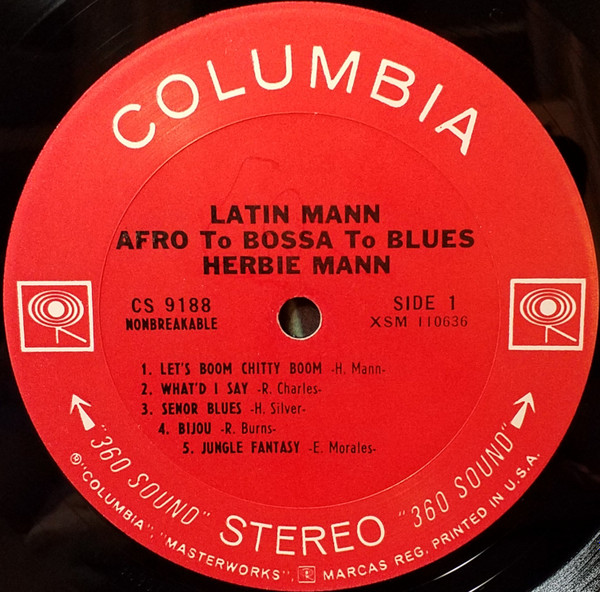 COLUMBIA
LATIN MANN
AFRO To BOSSA To BLUES
HERBIE MANN
CS 9188
NONBREAKABLE
SIDE 1
XSM 110636
1. LET'S BOOM CHITTY BOOM -H. Mann-
2. WHAT'D I SAY -R. Charles-
3. SENOR BLUES -H. Silver-
4. BIJOU -R. Burns-
5. JUNGLE FANTASY -E. Morales-
"360 SOUND" STEREO "360 SOUND"
℗"COLUMBIA", "MASTERWORKS", MARCAS REG. PRINTED IN U.S.A.